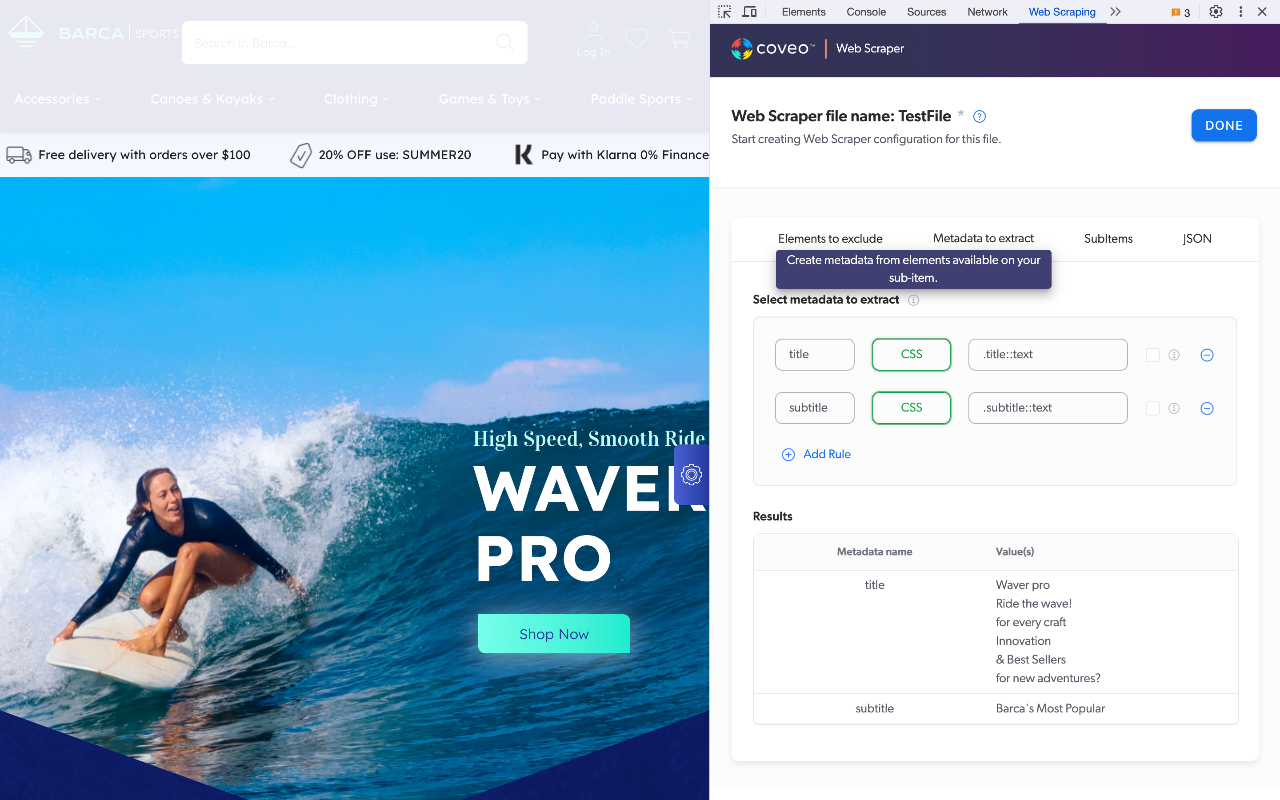 BARCA SPORTS
Search in Barca...
Log In
Accessories
Canoes & Kayaks
Clothing
Games & Toys
Paddle Sports
Free delivery with orders over $100
20% OFF use: SUMMER20
K
Pay with Klarna 0% Finance
High Speed, Smooth Ride
WAVER
PRO
Shop Now
Elements
Console
Sources
Network
Web Scraping
3
coveo™
Web Scraper
Web Scraper file name: TestFile * ?
Start creating Web Scraper configuration for this file.
DONE
Elements to exclude
Metadata to extract
SubItems
JSON
Create metadata from elements available on your
sub-item.
Select metadata to extract
title
CSS
.title::text
subtitle
CSS
.subtitle::text
Add Rule
Results
Metadata name
Value(s)
title
Waver pro
Ride the wave!
for every craft
Innovation
& Best Sellers
for new adventures?
subtitle
Barca´s Most Popular